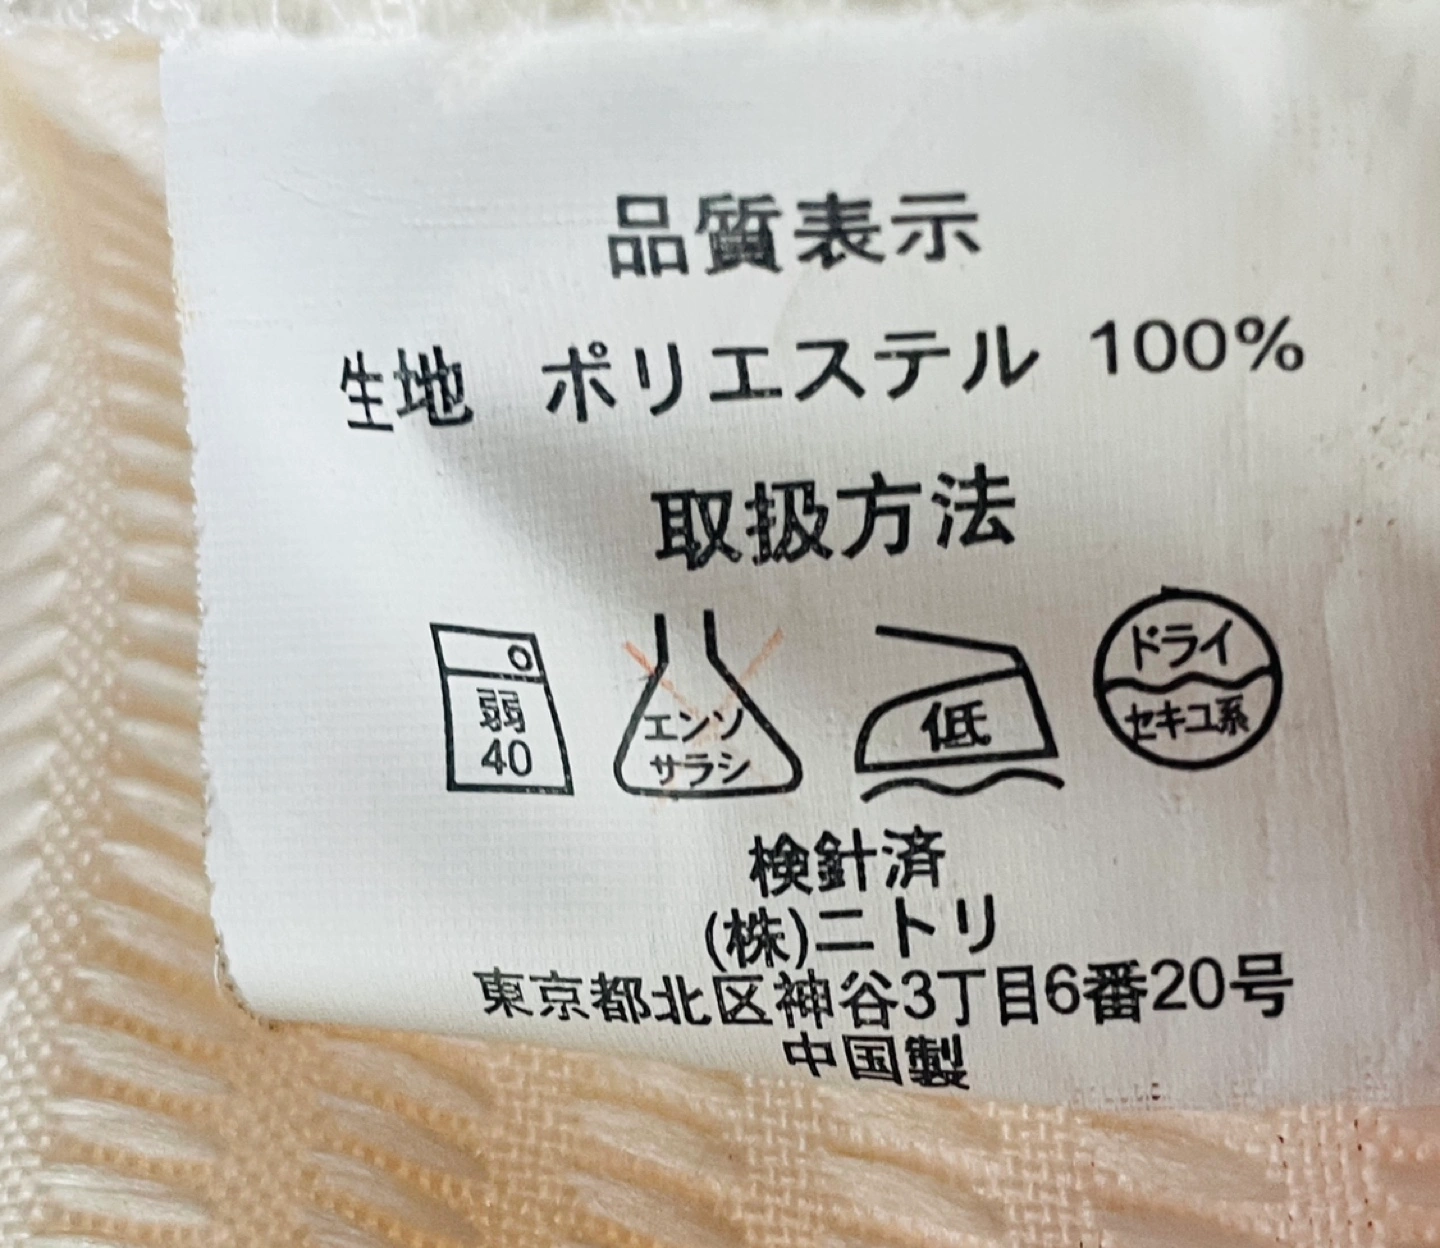 品質表示
生地 ポリエステル 100%
取扱方法
弱
40
エンソ
サラシ
低
ドライ
セキユ系
検針済
(株)ニトリ
東京都北区神谷3丁目6番20号
中国製